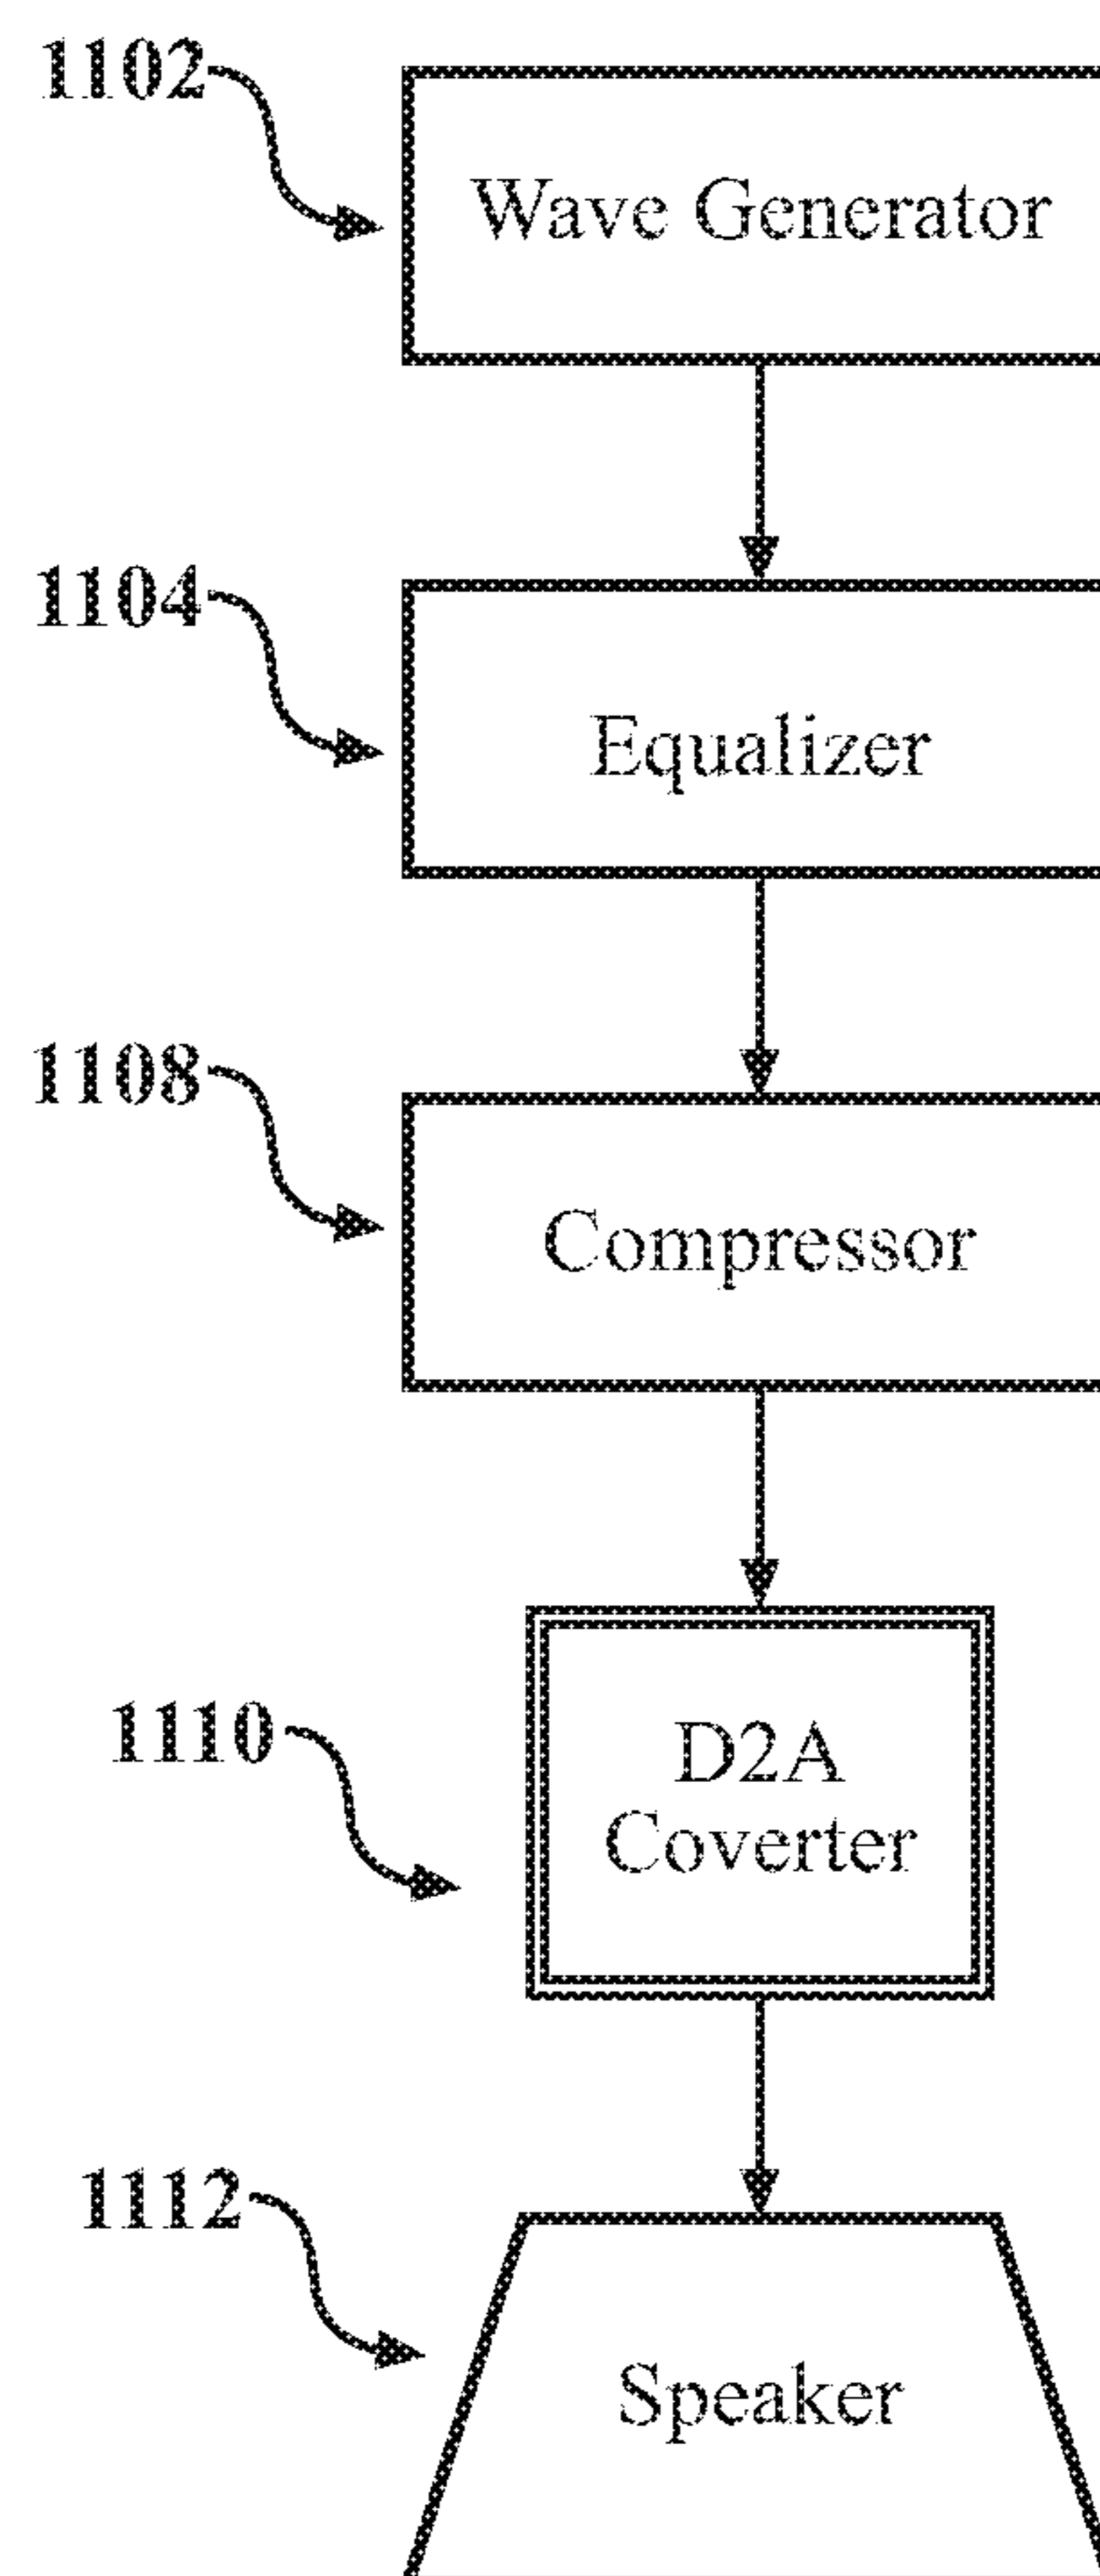 1102
Wave Generator
1104
Equalizer
1108
Compressor
1110
D2A
Coverter
1112
Speaker